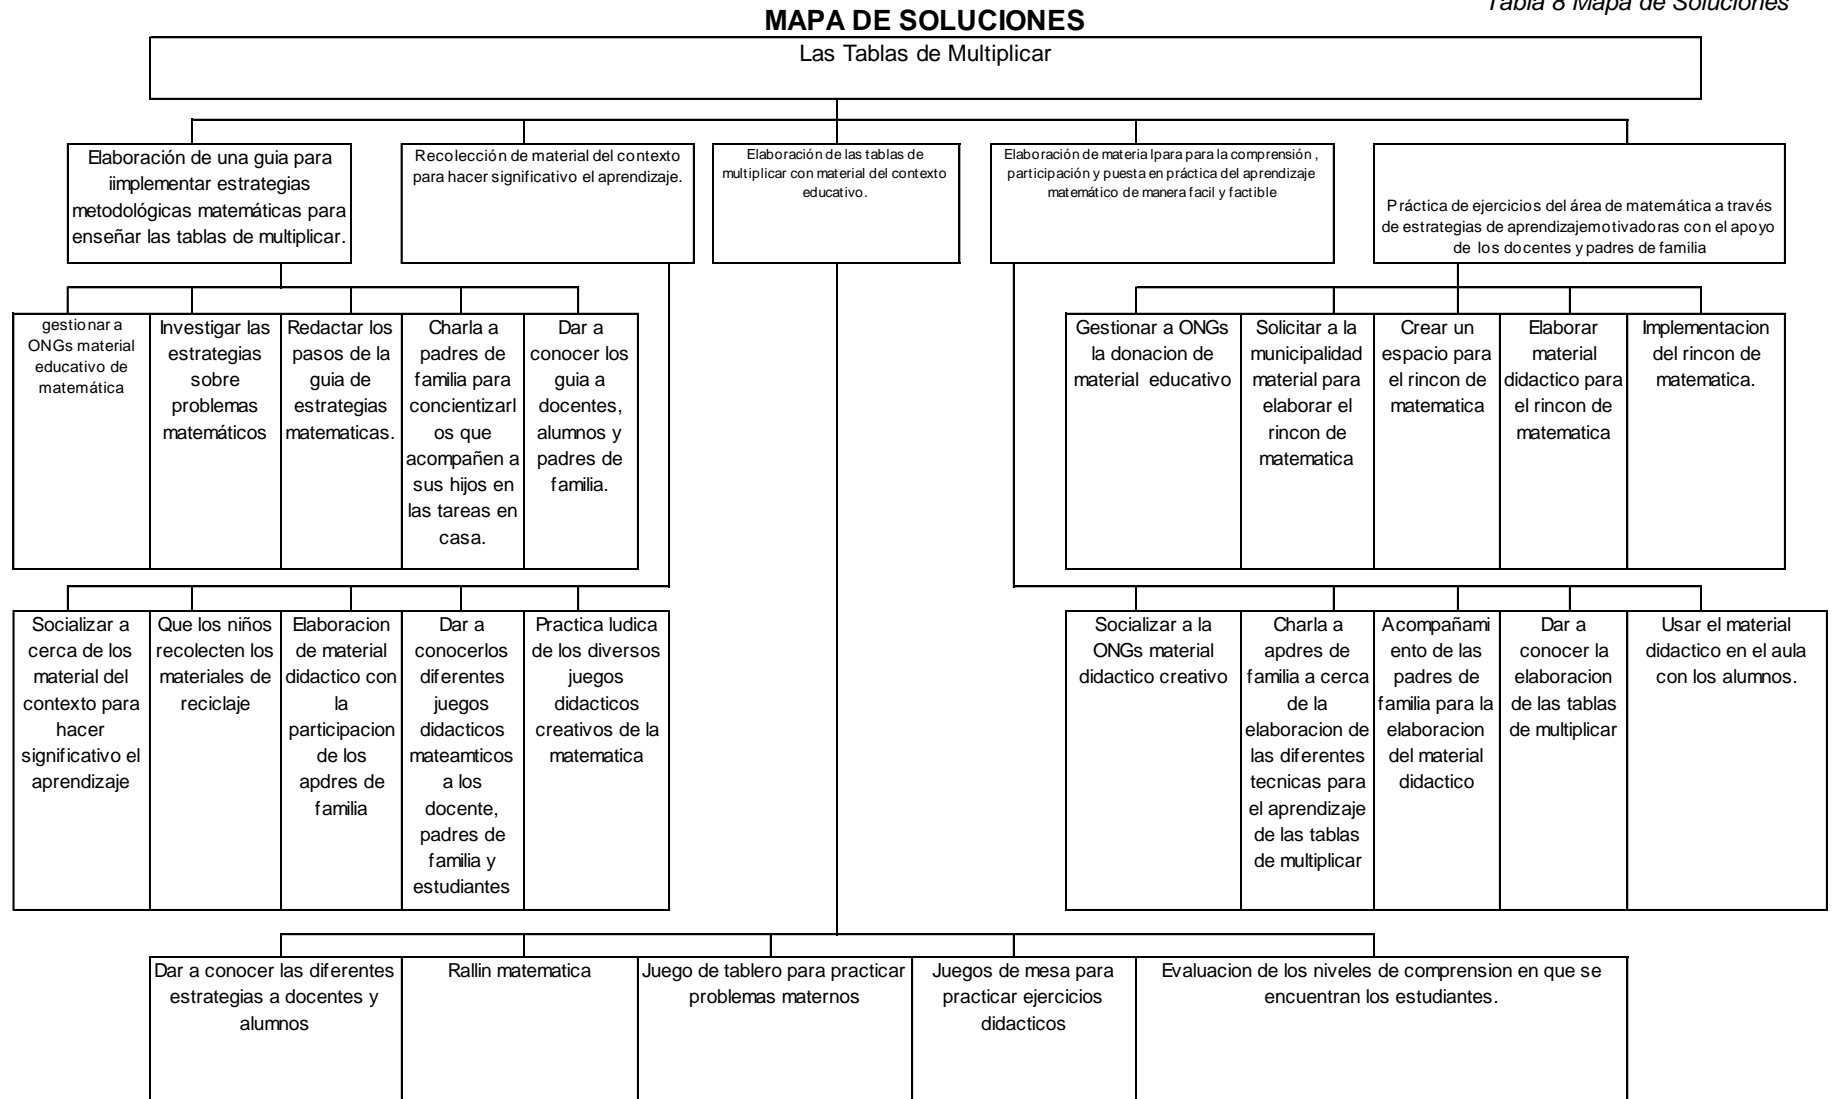 Tabla 8 Mapa de Soluciones
MAPA DE SOLUCIONES
Las Tablas de Multiplicar
Elaboración de una guia para
iimplementar estrategias
metodológicas matemáticas para
enseñar las tablas de multiplicar.
Recolección de material del contexto
para hacer significativo el aprendizaje.
Elaboración de las tablas de
multiplicar con material del contexto
educativo.
Elaboración de materia lpara para la comprensión ,
participación y puesta en práctica del aprendizaje
matemático de manera facil y factible
Práctica de ejercicios del área de matemática a través
de estrategias de aprendizajemotivadoras con el apoyo
de los docentes y padres de familia
gestionar a
ONGs material
educativo de
matemática
Investigar las
estrategias
sobre
problemas
matemáticos
Redactar los
pasos de la
guia de
estrategias
matematicas.
Charla a
padres de
familia para
concientizarl
os que
acompañen a
sus hijos en
las tareas en
casa.
Dar a
conocer los
guia a
docentes,
alumnos y
padres de
familia.
Gestionar a ONGs
la donacion de
material educativo
Solicitar a la
municipalidad
material para
elaborar el
rincon de
matematica
Crear un
espacio para
el rincon de
matematica
Elaborar
material
didactico para
el rincon de
matematica
Implementacion
del rincon de
matematica.
Socializar a
cerca de los
material del
contexto para
hacer
significativo el
aprendizaje
Que los niños
recolecten los
materiales de
reciclaje
Elaboracion
de material
didactico con
la
participacion
de los
apdres de
familia
Dar a
conocerlos
diferentes
juegos
didacticos
mateamticos
a los
docente,
padres de
familia y
estudiantes
Practica ludica
de los diversos
juegos
didacticos
creativos de la
matematica
Socializar a la
ONGs material
didactico creativo
Charla a
apdres de
familia a cerca
de la
elaboracion de
las diferentes
tecnicas para
el aprendizaje
de las tablas
de multiplicar
Acompañami
ento de las
padres de
familia para la
elaboracion
del material
didactico
Dar a
conocer la
elaboracion
de las tablas
de multiplicar
Usar el material
didactico en el aula
con los alumnos.
Dar a conocer las diferentes
estrategias a docentes y
alumnos
Rallin matematica
Juego de tablero para practicar
problemas maternos
Juegos de mesa para
practicar ejercicios
didacticos
Evaluacion de los niveles de comprension en que se
encuentran los estudiantes.